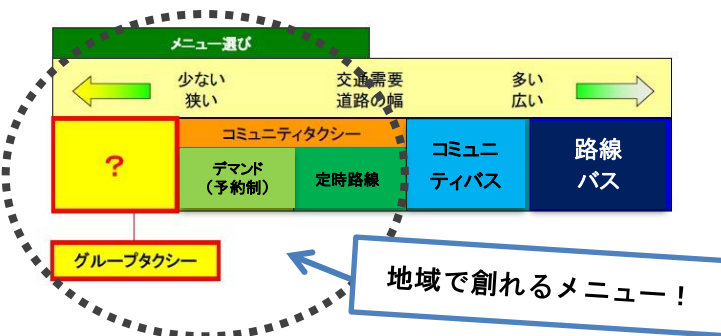 メニュー選び
少ない 交通需要 多い
狭い 道路の幅 広い
?
コミュニティタクシー
デマンド
(予約制)
定時路線
コミュニ
ティバス
路線
バス
グループタクシー
地域で創れるメニュー!